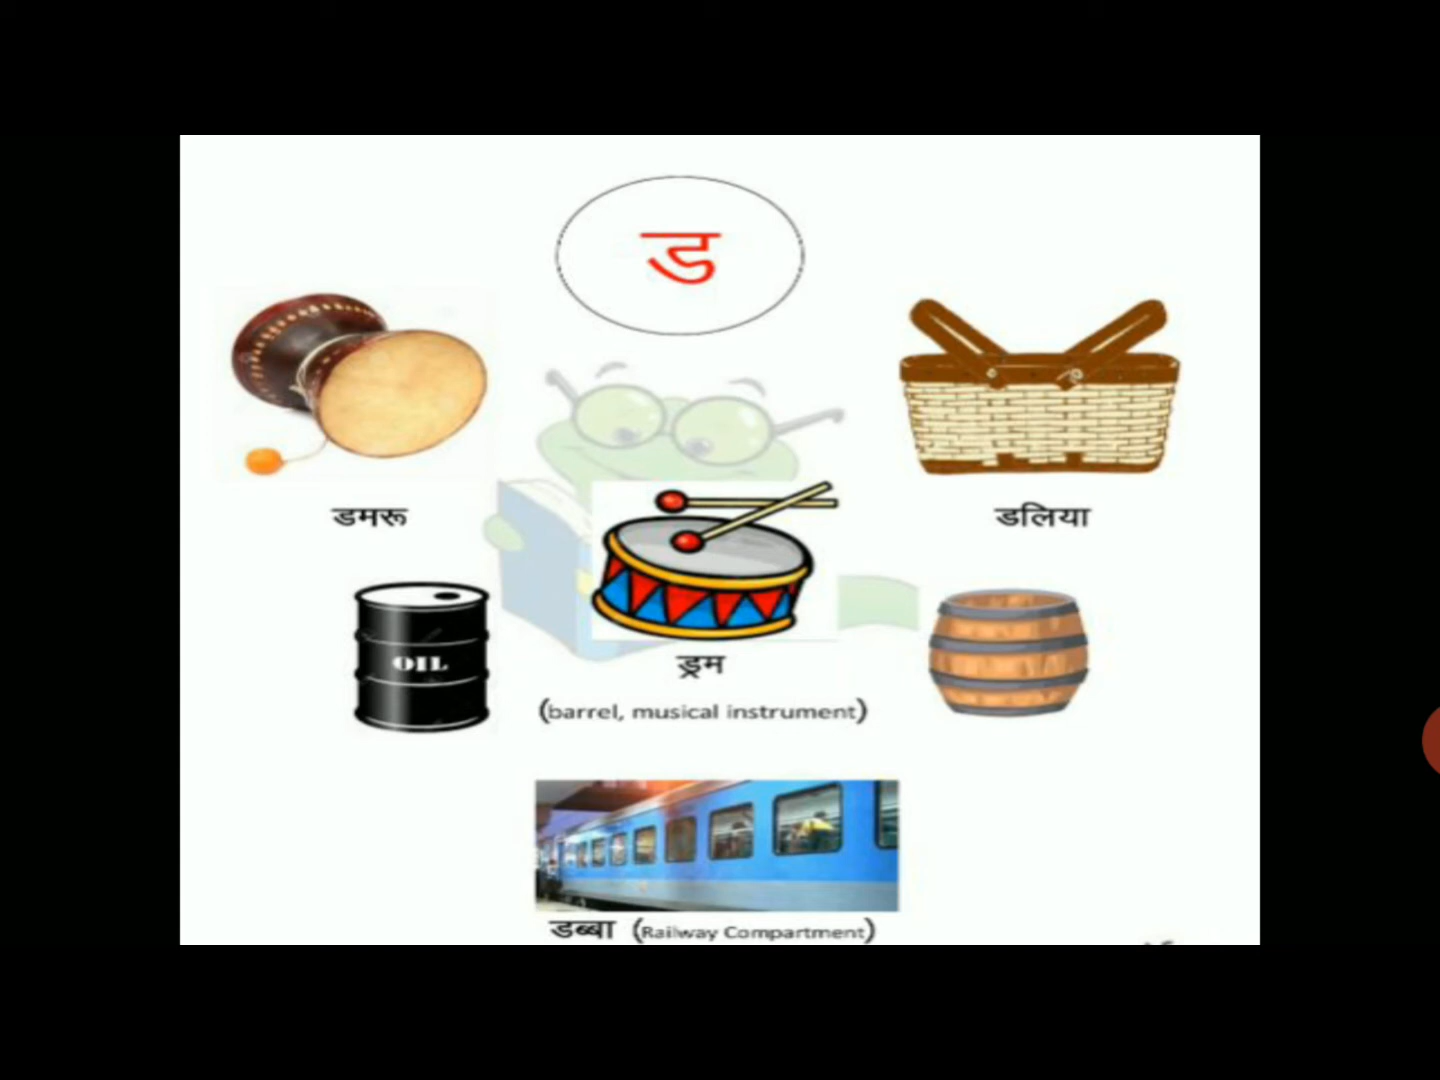 ड
डमरू
डलिया
OIL
ड्रम
(barrel, musical instrument)
डब्बा (Railway Compartment)